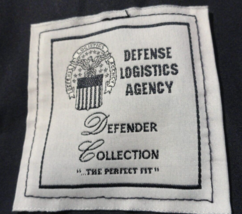 DEFENSE
LOGISTICS
AGENCY
DEFENDER
COLLECTION
"...THE PERFECT FIT"